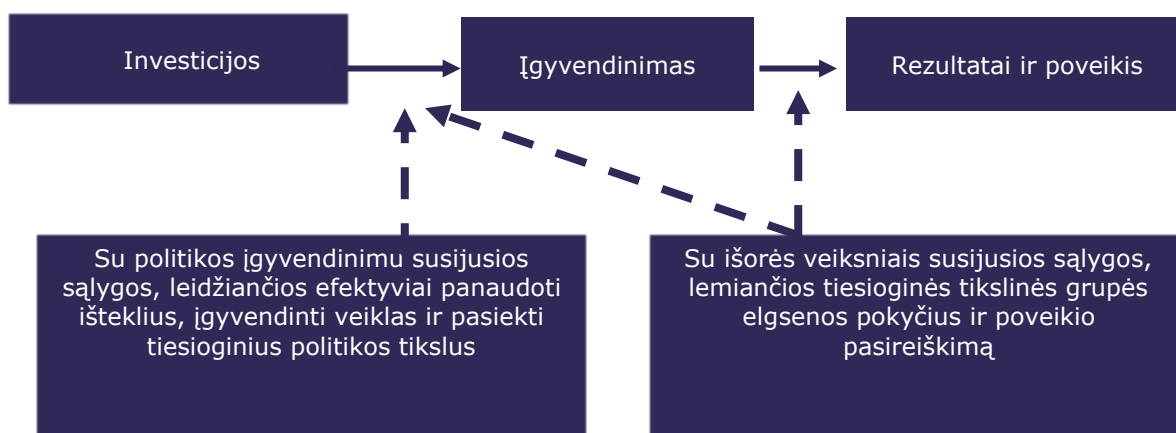 Investicijos
Įgyvendinimas
Rezultatai ir poveikis
Su politikos įgyvendinimu susijusios
sąlygos, leidžiančios efektyviai panaudoti
išteklius, įgyvendinti veiklas ir pasiekti
tiesioginius politikos tikslus
Su išorės veiksniais susijusios sąlygos,
lemiančios tiesioginės tikslinės grupės
elgsenos pokyčius ir poveikio
pasireiškimą